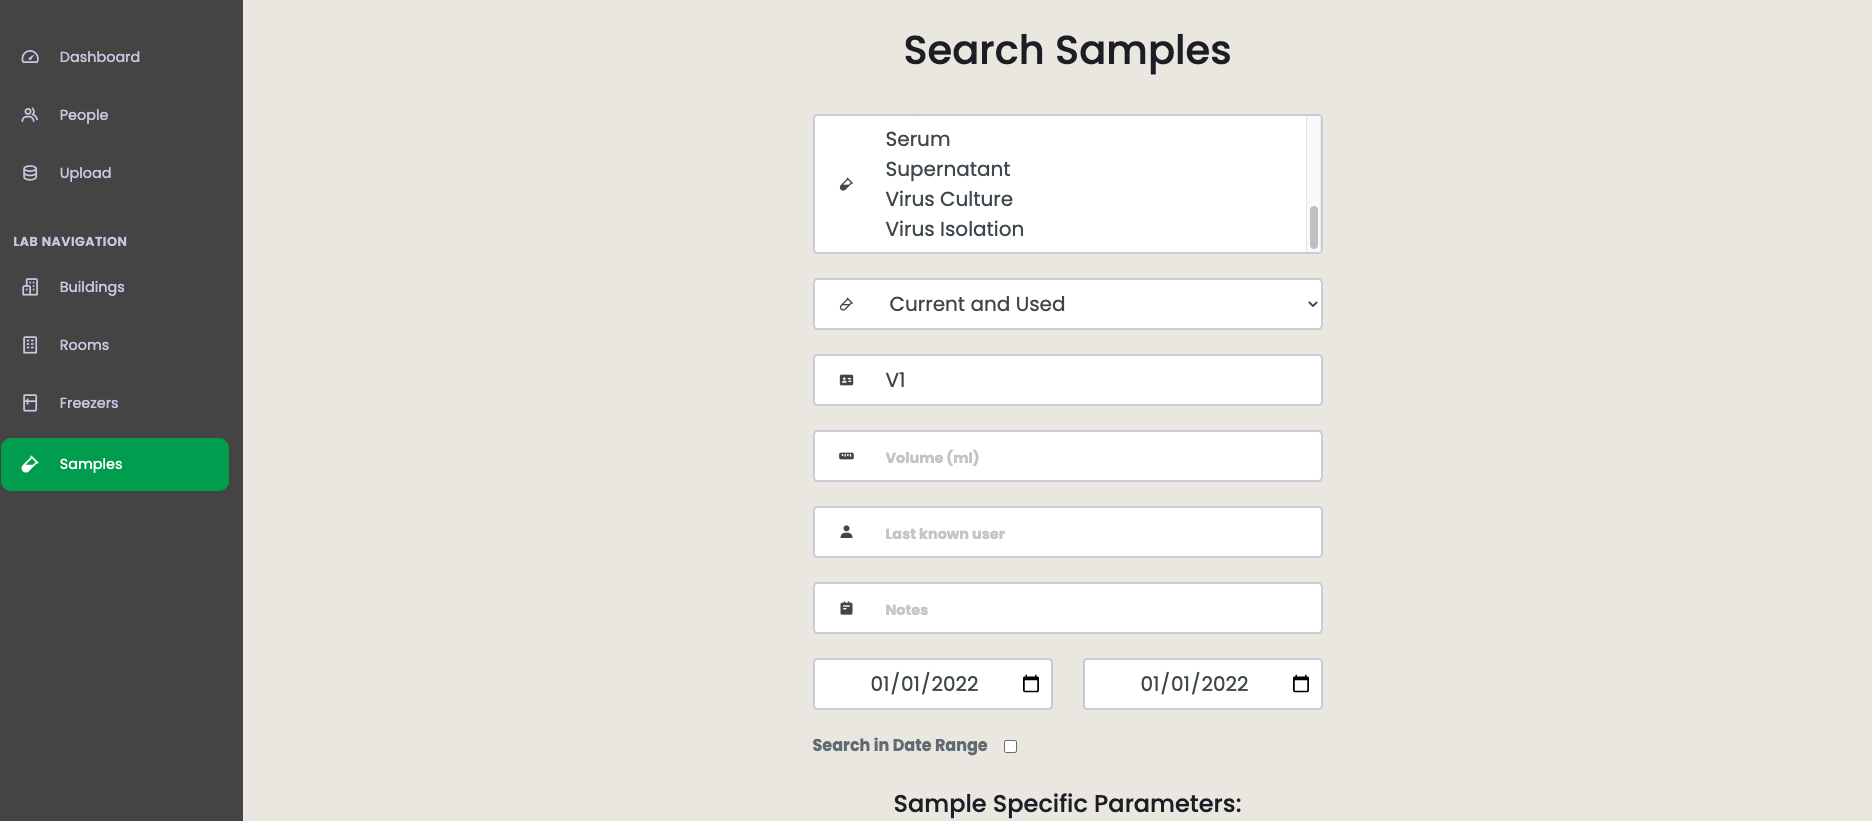 Dashboard
People
Upload
LAB NAVIGATION
Buildings
Rooms
Freezers
Samples
Search Samples
Serum
Supernatant
Virus Culture
Virus Isolation
Current and Used
V1
Volume (ml)
Last known user
Notes
01/01/2022 01/01/2022
Search in Date Range
Sample Specific Parameters: